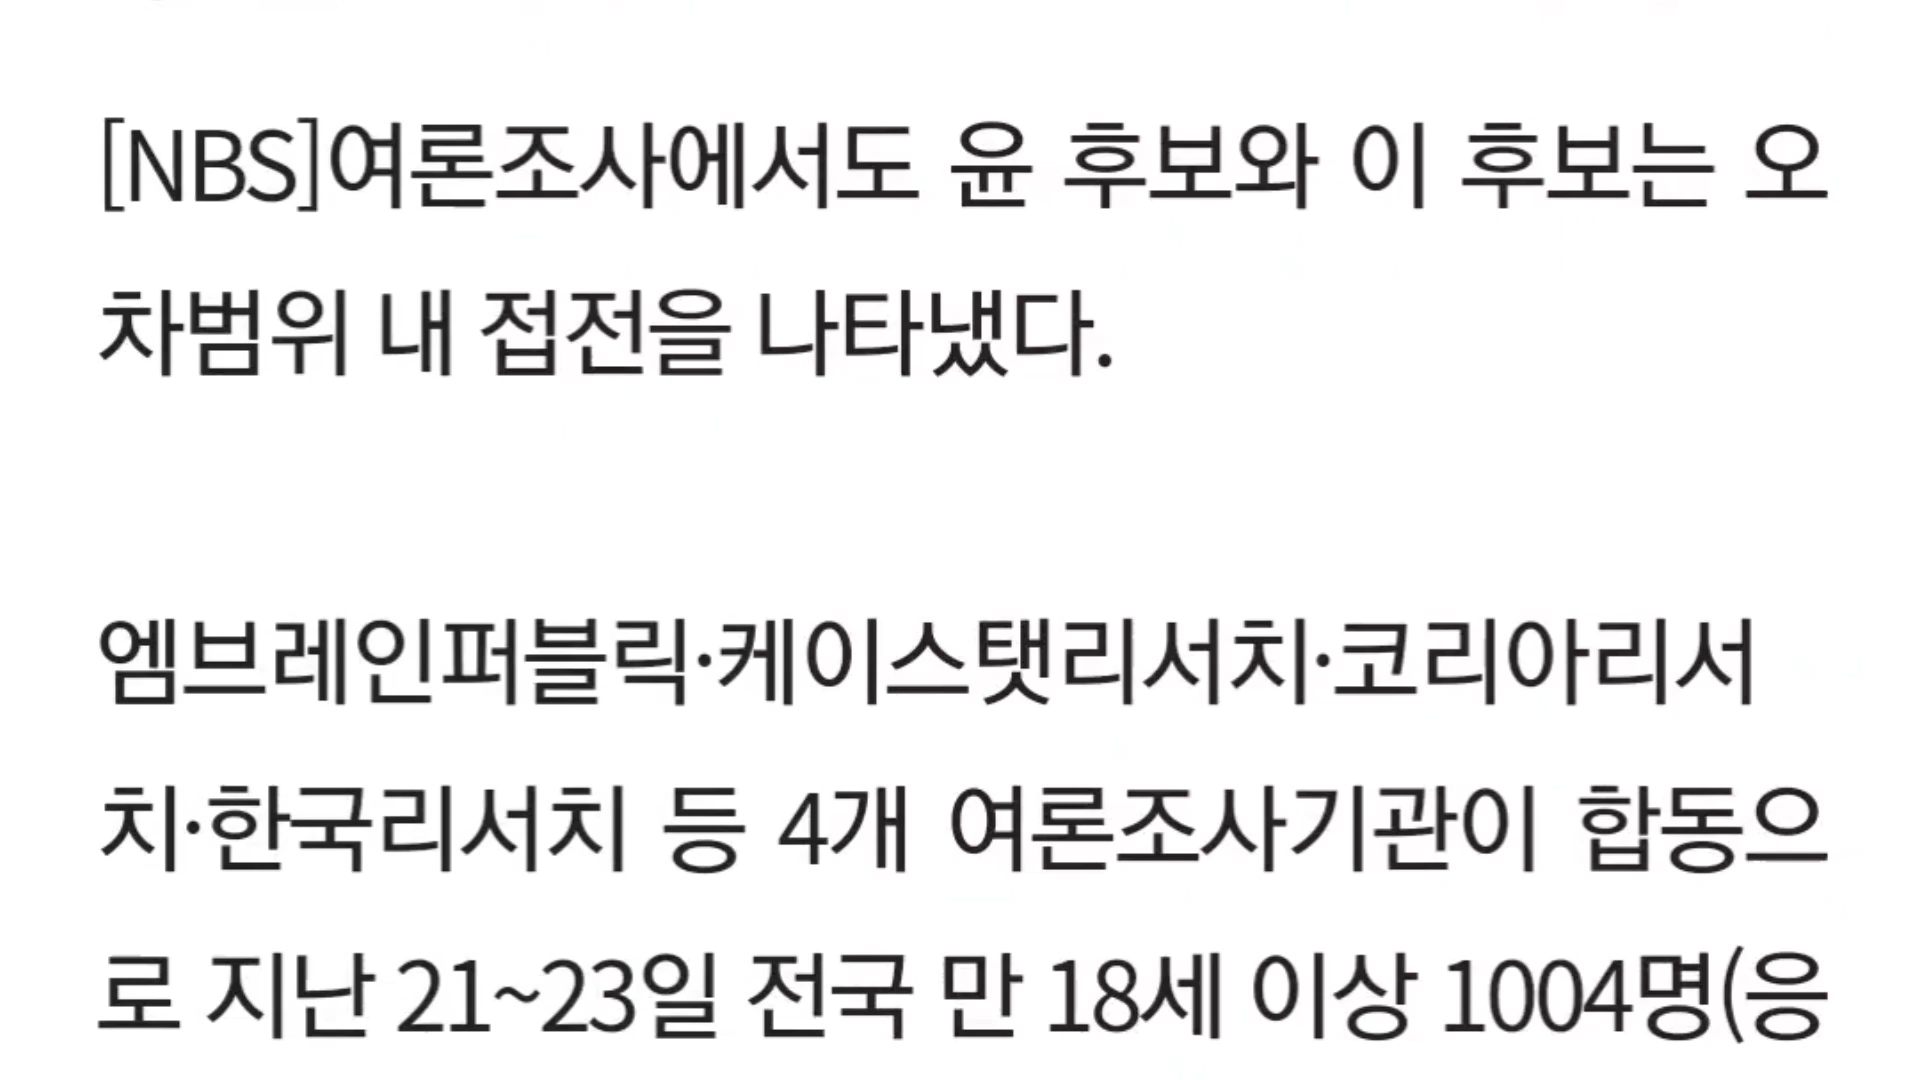 [NBS]여론조사에서도 윤 후보와 이 후보는 오
차범위 내 접전을 나타냈다.
엠브레인퍼블릭·케이스탯리서치·코리아리서
치·한국리서치 등 4개 여론조사기관이 합동으
로 지난 21~23일 전국 만 18세 이상 1004명(응